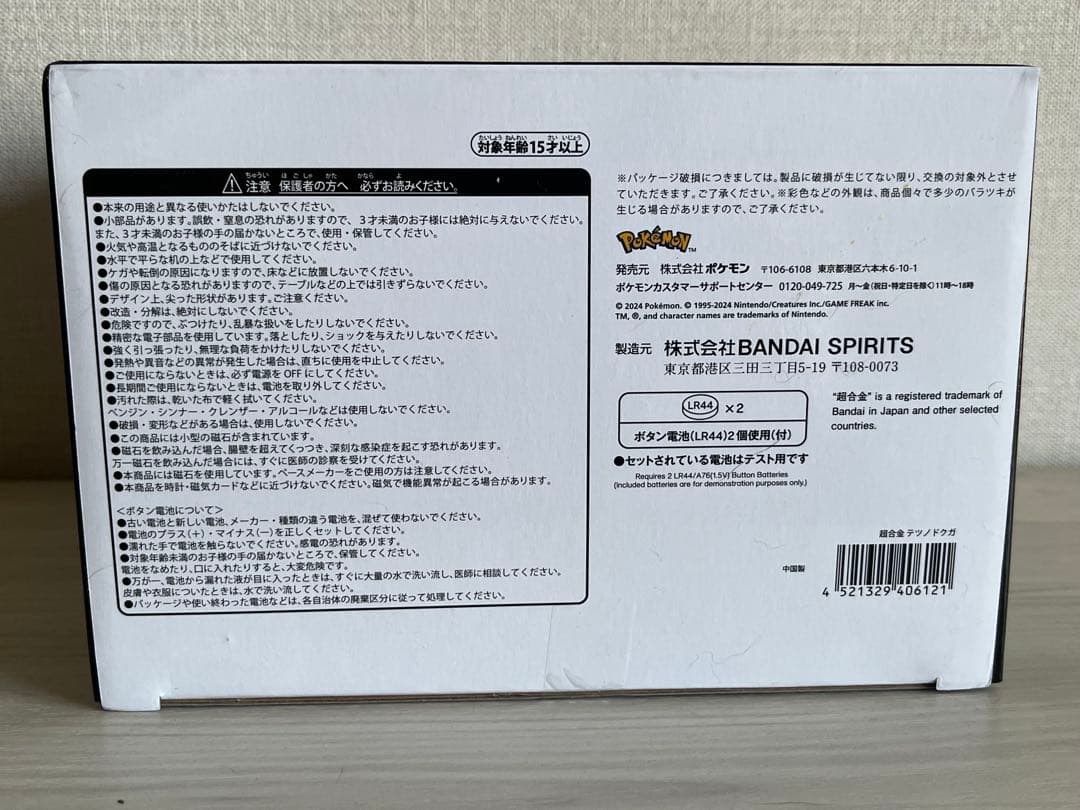 対象年齢15才以上
注意 保護者の方へ 必ずお読みください。
●本来の用途と異なる使いかたはしないでください。
●小部品があります。誤飲・窒息の恐れがありますので、3才未満のお子様には絶対に与えないでください。
また、3才未満のお子様の手の届かないところで、使用・保管してください。
●火気や高温となるもののそばに近づけないでください。
●水平で平らな机の上などで使用してください。
●ケガや転倒の原因になりますので、床などに放置しないでください。
●傷の原因となる恐れがありますので、テーブルなどの上では引きずらないでください。
●デザイン上、尖った形状があります。ご注意ください。
●改造・分解は、絶対にしないでください。
●危険ですので、ぶつけたり、乱暴な扱いをしたりしないでください。
●精密な電子部品を使用しています。落としたり、ショックを与えたりしないでください。
●強く引っ張ったり、無理な負荷をかけたりしないでください。
●発熱や異音などの異常が発生した場合は、直ちに使用を中止してください。
●ご使用にならないときは、必ず電源をOFFにしてください。
●長期間ご使用にならないときは、電池を取り外してください。
●汚れた際は、乾いた布で軽く拭いてください。
ベンジン・シンナー・クレンザー・アルコールなどは使用しないでください。
●破損・変形などがある場合は、使用しないでください。
●この商品には小型の磁石が含まれています。
●磁石を飲み込んだ場合、腸壁を超えてくっつき、深刻な感染症を起こす恐れがあります。
万一磁石を飲み込んだ場合には、すぐに医師の診察を受けてください。
●本商品には磁石を使用しています。ペースメーカーをご使用の方は注意してください。
●本商品を時計・磁気カードなどに近づけないでください。磁気で機能異常が起こる場合があります。
<ボタン電池について>
●古い電池と新しい電池、メーカー・種類の違う電池を、混ぜて使わないでください。
●電池のプラス(+)・マイナス(−)を正しくセットしてください。
●濡れた手で電池を触らないでください。感電の恐れがあります。
●対象年齢未満のお子様の手の届かないところで、保管してください。
電池をなめたり、口に入れたりすると、大変危険です。
●万が一、電池から漏れた液が目に入ったときは、すぐに大量の水で洗い流し、医師に相談してください。
皮膚や衣服についたときは、水で洗い流してください。
●パッケージや使い終わった電池などは、各自治体の廃棄区分に従って処理してください。
※パッケージ破損につきましては。製品に破損が生じてない限り、交換の対象外とさせ
ていただきます。ご了承ください。※彩色などの外観は、商品個々で多少のバラツキが
生じる場合がありますので、ご了承ください。
POKéMON TM
発売元 株式会社ポケモン 〒106-6108 東京都港区六本木6-10-1
ポケモンカスタマーサポートセンター 0120-049-725 月〜金(祝日・特定日を除く)11時〜18時
© 2024 Pokémon. © 1995-2024 Nintendo/Creatures Inc./GAME FREAK inc.
TM, ®, and character names are trademarks of Nintendo.
製造元 株式会社BANDAI SPIRITS
東京都港区三田三丁目5-19 〒108-0073
LR44 ×2
ボタン電池(LR44)2個使用(付)
●セットされている電池はテスト用です
Requires 2 LR44/A76(1.5V) Button Batteries
(included batteries are for demonstration purposes only.)
"超合金" is a registered trademark of
Bandai in Japan and other selected
countries.
超合金 テツノドクガ
中国製
4 521329 406121